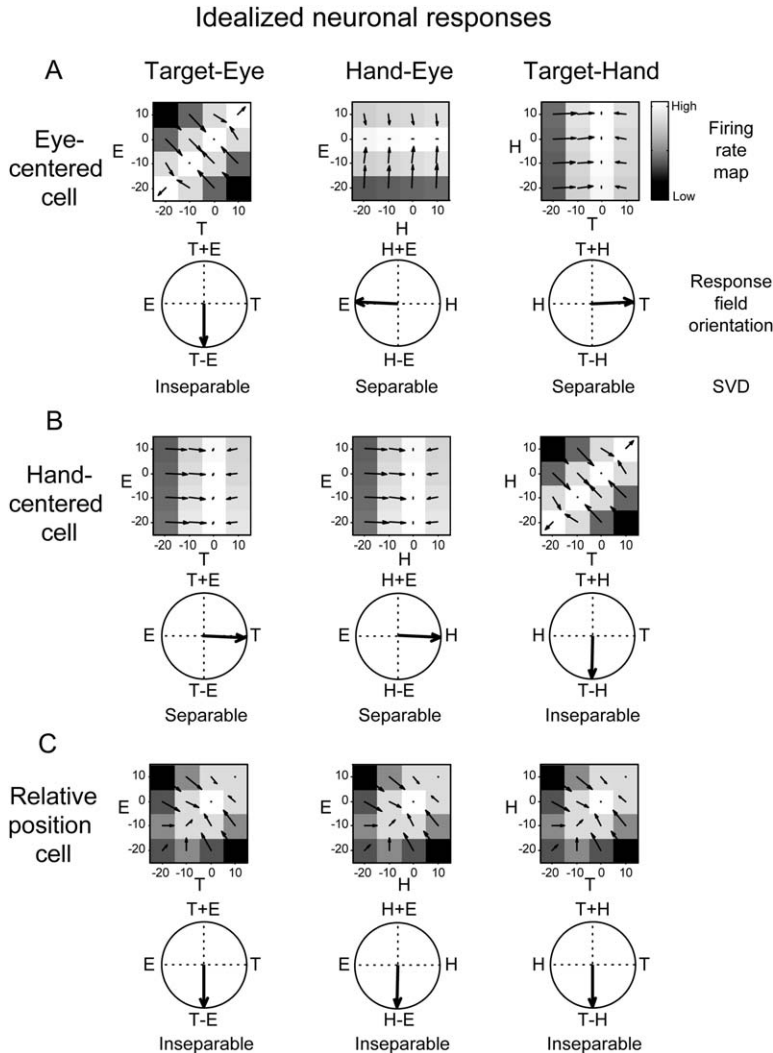 Idealized neuronal responses
A
Target-Eye Hand-Eye Target-Hand
Eye-
centered
cell
E
10
0
-10
-20
-20 -10 0 10
T
E
10
0
-10
-20
H
H
10
0
-10
-20
-20 -10 0 10
T
High
Low
Firing
rate
map
T+E
E T
T-E
Inseparable
H+E
E H
H-E
Separable
T+H
H T
T-H
Separable
Response
field
orientation
SVD
B
Hand-
centered
cell
E
10
0
-10
-20
-20 -10 0 10
T
E
10
0
-10
-20
-20 -10 0 10
H
H
10
0
-10
-20
-20 -10 0 10
T
T+E
E T
T-E
Separable
H+E
E H
H-E
Separable
T+H
H T
T-H
Inseparable
C
Relative
position
cell
E
10
0
-10
-20
-20 -10 0 10
T
E
10
0
-10
-20
-20 -10 0 10
H
H
10
0
-10
-20
-20 -10 0 10
T
T+E
E T
T-E
Inseparable
H+E
E H
H-E
Inseparable
T+H
H T
T-H
Inseparable